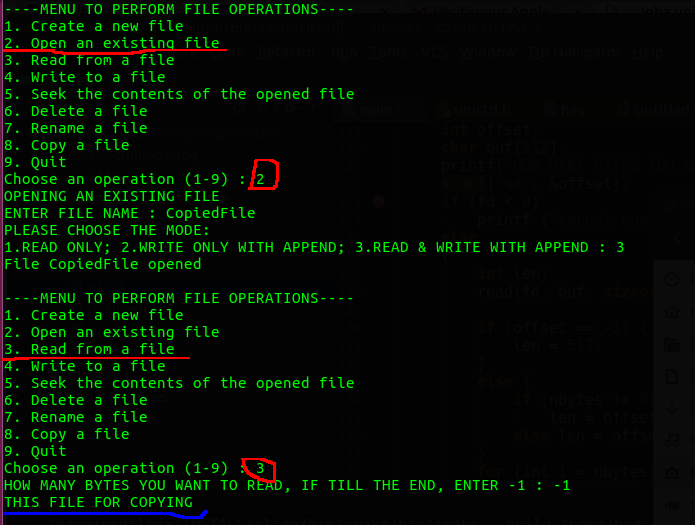 ----MENU TO PERFORM FILE OPERATIONS----
1. Create a new file
2. Open an existing file
3. Read from a file
4. Write to a file
5. Seek the contents of the opened file
6. Delete a file
7. Rename a file
8. Copy a file
9. Quit
Choose an operation (1-9) : 2
OPENING AN EXISTING FILE
ENTER FILE NAME : CopiedFile
PLEASE CHOOSE THE MODE:
1.READ ONLY; 2.WRITE ONLY WITH APPEND; 3.READ & WRITE WITH APPEND : 3
File CopiedFile opened
----MENU TO PERFORM FILE OPERATIONS----
1. Create a new file
2. Open an existing file
3. Read from a file
4. Write to a file
5. Seek the contents of the opened file
6. Delete a file
7. Rename a file
8. Copy a file
9. Quit
Choose an operation (1-9) : 3
HOW MANY BYTES YOU WANT TO READ, IF TILL THE END, ENTER -1 : -1
THIS FILE FOR COPYING